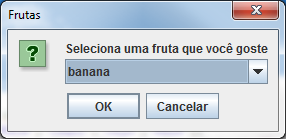 Frutas
Seleciona uma fruta que você goste
banana
OK
Cancelar